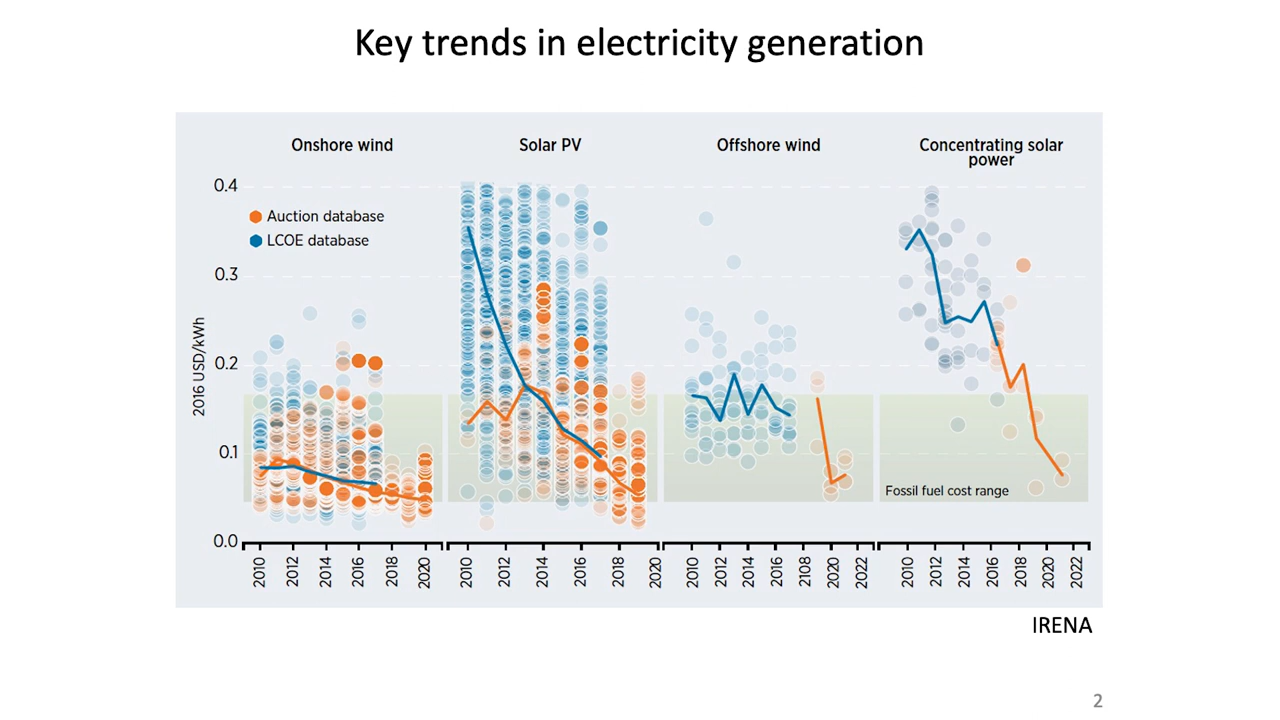 Key trends in electricity generation
Onshore wind
Solar PV
Offshore wind
Concentrating solar
power
2016 USD/kWh
0.4
0.3
0.2
0.1
0.0
Auction database
LCOE database
Fossil fuel cost range
2010 2012 2014 2016 2018 2020
2010 2012 2014 2016 2018 2020
2010 2012 2014 2016 2108 2020 2022
2010 2012 2014 2016 2018 2020 2022
IRENA
2